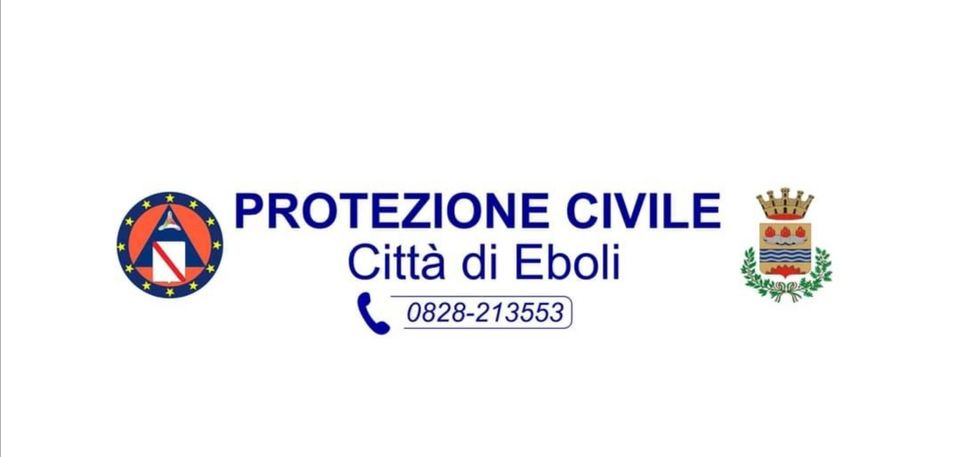 PROTEZIONE CIVILE
Città di Eboli
0828-213553